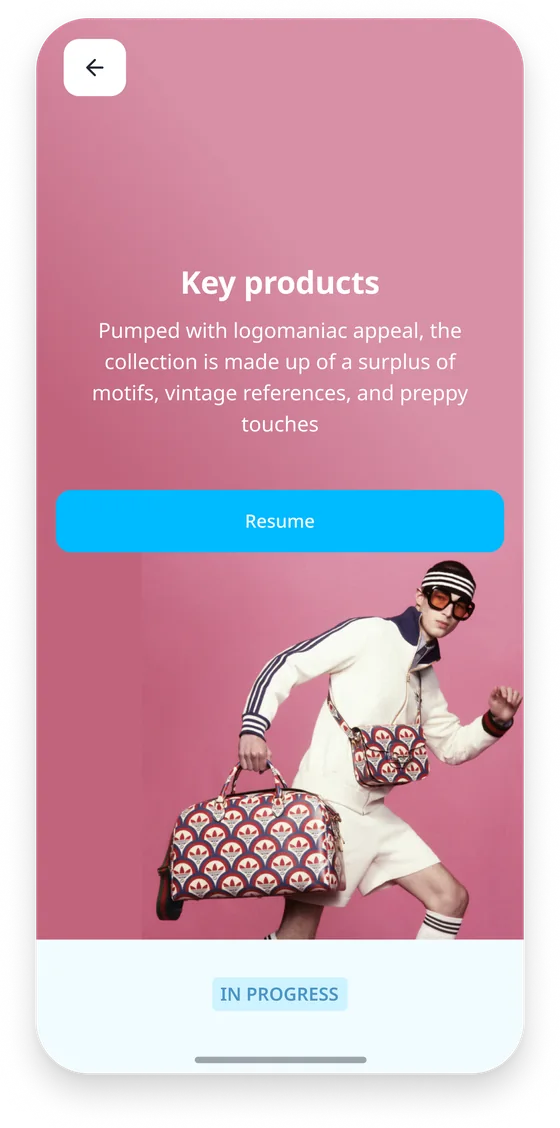 Key products
Pumped with logomaniac appeal, the
collection is made up of a surplus of
motifs, vintage references, and preppy
touches
Resume
IN PROGRESS